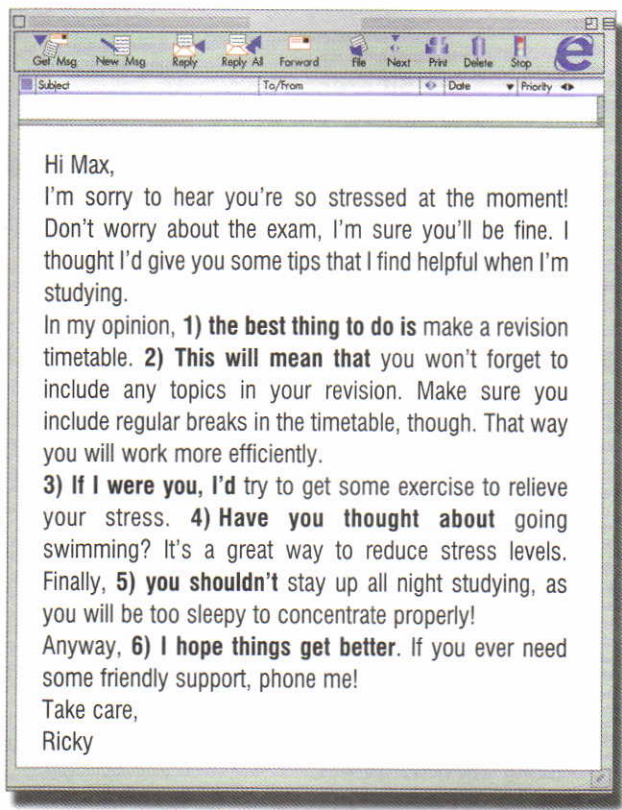 Get Msg New Msg Reply Reply All Forward File Next Print Delete Stop
Subject To/From Date Priority
Hi Max,
I'm sorry to hear you're so stressed at the moment!
Don't worry about the exam, I'm sure you'll be fine. I
thought I'd give you some tips that I find helpful when I'm
studying.
In my opinion, 1) the best thing to do is make a revision
timetable. 2) This will mean that you won't forget to
include any topics in your revision. Make sure you
include regular breaks in the timetable, though. That way
you will work more efficiently.
3) If I were you, I'd try to get some exercise to relieve
your stress. 4) Have you thought about going
swimming? It's a great way to reduce stress levels.
Finally, 5) you shouldn't stay up all night studying, as
you will be too sleepy to concentrate properly!
Anyway, 6) I hope things get better. If you ever need
some friendly support, phone me!
Take care,
Ricky